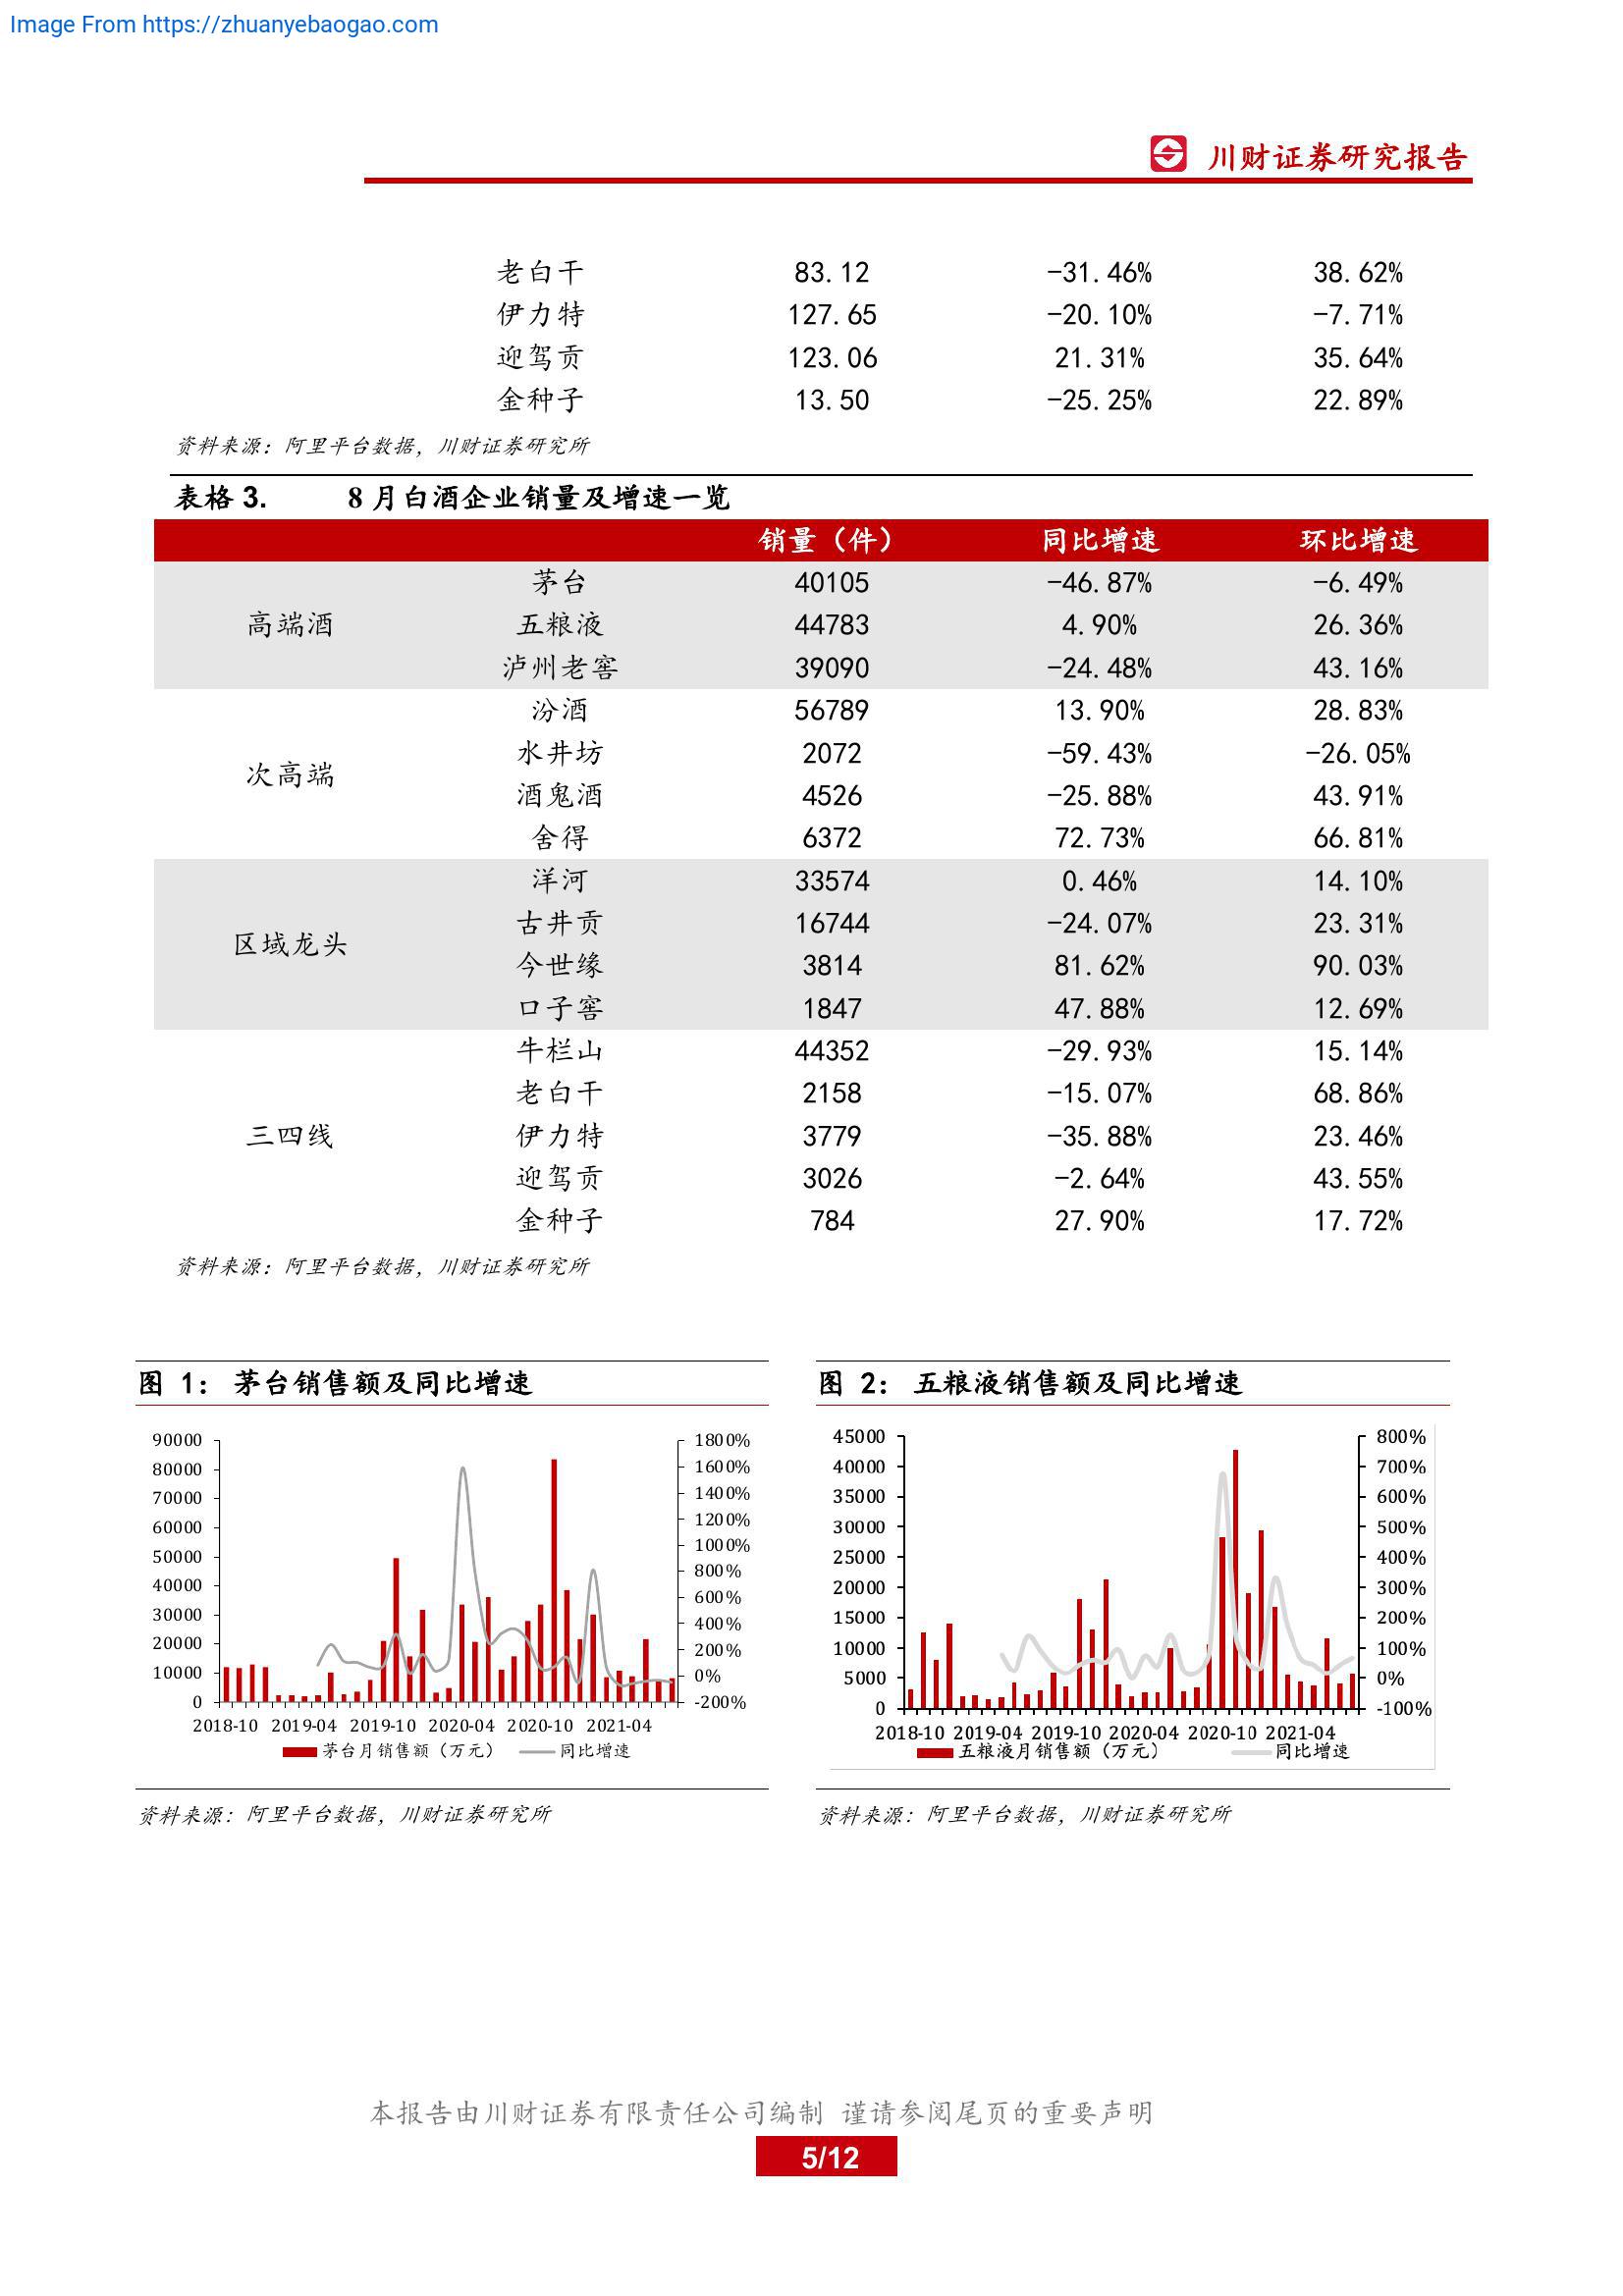 Image From https://zhuanyebaogao.com
川财证券研究报告
老白干 83.12 -31.46% 38.62%
伊力特 127.65 -20.10% -7.71%
迎驾贡 123.06 21.31% 35.64%
金种子 13.50 -25.25% 22.89%
资料来源：阿里平台数据，川财证券研究所
表格 3. 8 月白酒企业销量及增速一览
销量（件） 同比增速 环比增速
茅台 40105 -46.87% -6.49%
高端酒 五粮液 44783 4.90% 26.36%
泸州老窖 39090 -24.48% 43.16%
汾酒 56789 13.90% 28.83%
水井坊 2072 -59.43% -26.05%
次高端
酒鬼酒 4526 -25.88% 43.91%
舍得 6372 72.73% 66.81%
洋河 33574 0.46% 14.10%
古井贡 16744 -24.07% 23.31%
区域龙头
今世缘 3814 81.62% 90.03%
口子窖 1847 47.88% 12.69%
牛栏山 44352 -29.93% 15.14%
老白干 2158 -15.07% 68.86%
三四线 伊力特 3779 -35.88% 23.46%
迎驾贡 3026 -2.64% 43.55%
金种子 784 27.90% 17.72%
资料来源：阿里平台数据，川财证券研究所
图 1： 茅台销售额及同比增速
90000 1800%
80000 1600%
70000 1400%
60000 1200%
50000 1000%
40000 800%
30000 600%
20000 400%
10000 200%
0 0%
-200%
2018-10 2019-04 2019-10 2020-04 2020-10 2021-04
茅台月销售额（万元） 同比增速
资料来源：阿里平台数据，川财证券研究所
图 2： 五粮液销售额及同比增速
45000 800%
40000 700%
35000 600%
30000 500%
25000 400%
20000 300%
15000 200%
10000 100%
5000 0%
0 -100%
2018-10 2019-04 2019-10 2020-04 2020-10 2021-04
五粮液月销售额（万元） 同比增速
资料来源：阿里平台数据，川财证券研究所
本报告由川财证券有限责任公司编制 谨请参阅尾页的重要声明
5/12